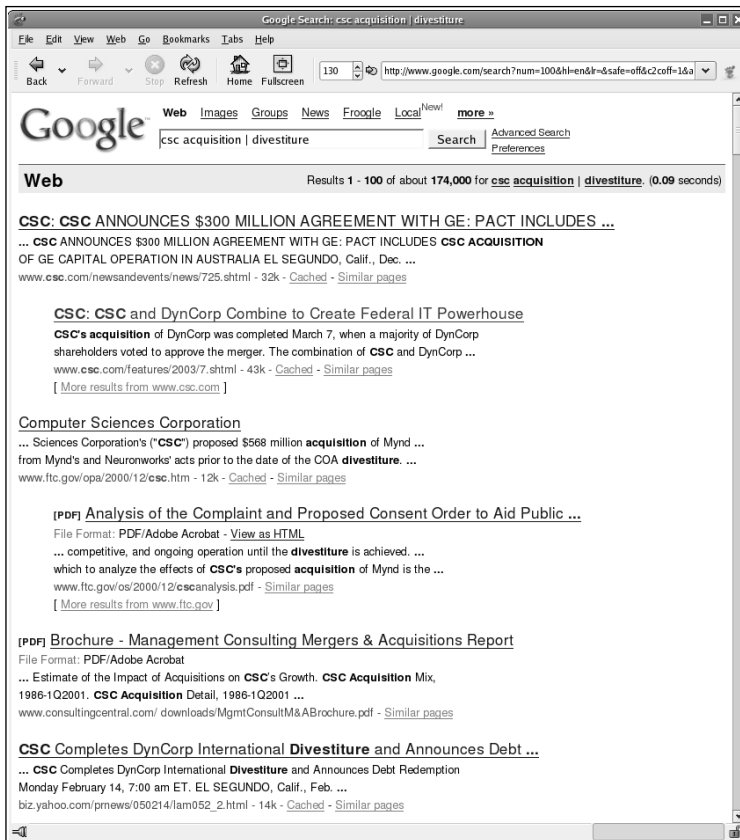 Google Search: csc acquisition | divestiture
File Edit View Web Go Bookmarks Tabs Help
Back Forward Stop Refresh Home Fullscreen 130 http://www.google.com/search?num=100&hl=en&lr=&safe=off&c2coff=1&a
Google™ Web Images Groups News Froogle Local New! more »
csc acquisition | divestiture Search Advanced Search
Preferences
Web Results 1 - 100 of about 174,000 for csc acquisition | divestiture. (0.09 seconds)
CSC: CSC ANNOUNCES $300 MILLION AGREEMENT WITH GE: PACT INCLUDES ...
... CSC ANNOUNCES $300 MILLION AGREEMENT WITH GE: PACT INCLUDES CSC ACQUISITION
OF GE CAPITAL OPERATION IN AUSTRALIA EL SEGUNDO, Calif., Dec. ...
www.csc.com/newsandevents/news/725.shtml - 32k - Cached - Similar pages
CSC: CSC and DynCorp Combine to Create Federal IT Powerhouse
CSC's acquisition of DynCorp was completed March 7, when a majority of DynCorp
shareholders voted to approve the merger. The combination of CSC and DynCorp ...
www.csc.com/features/2003/7.shtml - 43k - Cached - Similar pages
[ More results from www.csc.com ]
Computer Sciences Corporation
... Sciences Corporation's ("CSC") proposed $568 million acquisition of Mynd ...
from Mynd's and Neuronworks' acts prior to the date of the COA divestiture. ...
www.ftc.gov/opa/2000/12/csc.htm - 12k - Cached - Similar pages
[PDF] Analysis of the Complaint and Proposed Consent Order to Aid Public ...
File Format: PDF/Adobe Acrobat - View as HTML
... competitive, and ongoing operation until the divestiture is achieved. ...
which to analyze the effects of CSC's proposed acquisition of Mynd is the ...
www.ftc.gov/os/2000/12/cscanalysis.pdf - Similar pages
[ More results from www.ftc.gov ]
[PDF] Brochure - Management Consulting Mergers & Acquisitions Report
File Format: PDF/Adobe Acrobat
... Estimate of the Impact of Acquisitions on CSC's Growth. CSC Acquisition Mix,
1986-1Q2001. CSC Acquisition Detail, 1986-1Q2001 ...
www.consultingcentral.com/ downloads/MgmtConsultM&ABrochure.pdf - Similar pages
CSC Completes DynCorp International Divestiture and Announces Debt ...
... CSC Completes DynCorp International Divestiture and Announces Debt Redemption
Monday February 14, 7:00 am ET. EL SEGUNDO, Calif., Feb. ...
biz.yahoo.com/prnews/050214/lam052_2.html - 14k - Cached - Similar pages